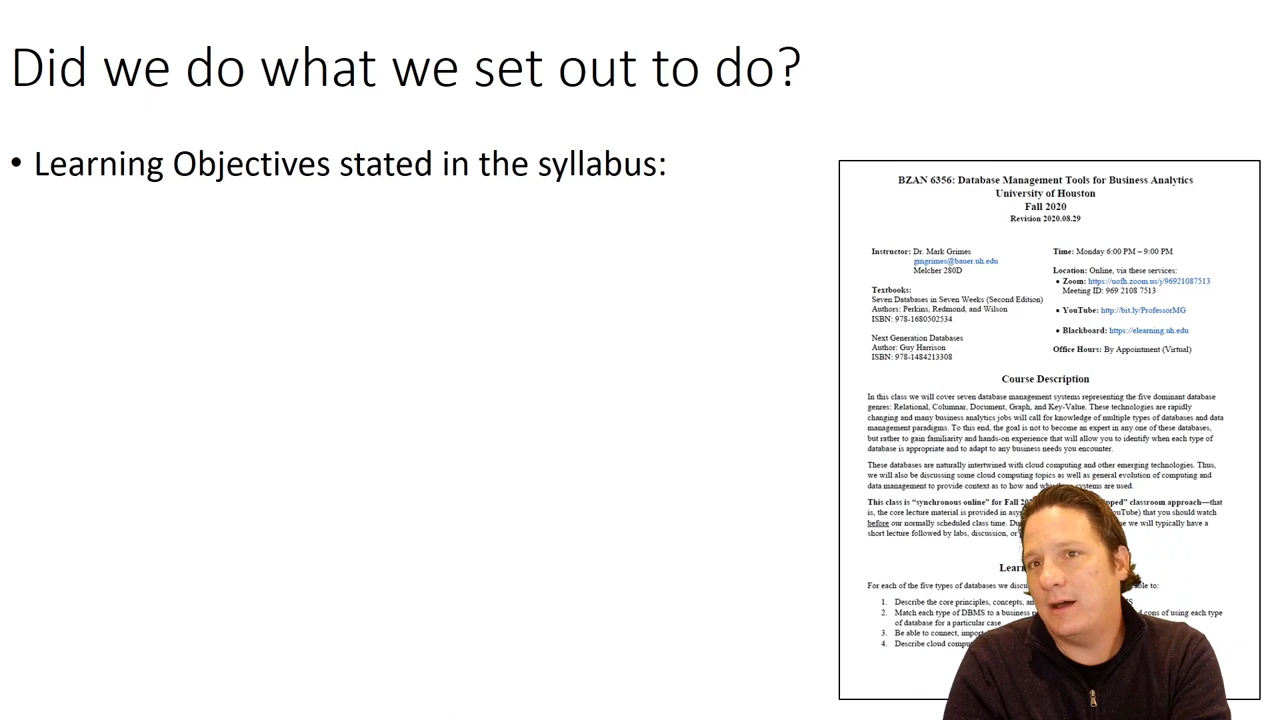 Did we do what we set out to do?
• Learning Objectives stated in the syllabus:
BZAN 6356: Database Management Tools for Business Analytics
University of Houston
Fall 2020
Revision 2020.08.29
Instructor: Dr. Mark Grimes
gmgrimes@bauer.uh.edu
Melcher 280D
Textbooks:
Seven Databases in Seven Weeks (Second Edition)
Authors: Perkins, Redmond, and Wilson
ISBN: 978-1680502534
Next Generation Databases
Author: Guy Harrison
ISBN: 978-1484213308
Time: Monday 6:00 PM – 9:00 PM
Location: Online, via these services:
• Zoom: https://uofh.zoom.us/j/96921087513
Meeting ID: 969 2108 7513
• YouTube: http://bit.ly/ProfessorMG
• Blackboard: https://elearning.uh.edu
Office Hours: By Appointment (Virtual)
Course Description
In this class we will cover seven database management systems representing the five dominant database
genres: Relational, Columnar, Document, Graph, and Key-Value. These technologies are rapidly
changing and many business analytics jobs will call for knowledge of multiple types of databases and data
management paradigms. To this end, the goal is not to become an expert in any one of these databases,
but rather to gain familiarity and hands-on experience that will allow you to identify when each type of
database is appropriate and to adapt to any business needs you encounter.
These databases are naturally intertwined with cloud computing and other emerging technologies. Thus,
we will also be discussing some cloud computing topics as well as general evolution of computing and
data management to provide context as to how and why systems are used.
This class is “synchronous online” for Fall classroom approach—that
is, the core lecture material is provided in that you should watch
before our normally scheduled class time. we will typically have a
short lecture followed by labs, discussion, or
For each of the five types of databases we to:
1. Describe the core principles, concepts,
2. Match each type of DBMS to a business cons of using each type
of database for a particular case
3. Be able to connect,
4. Describe cloud